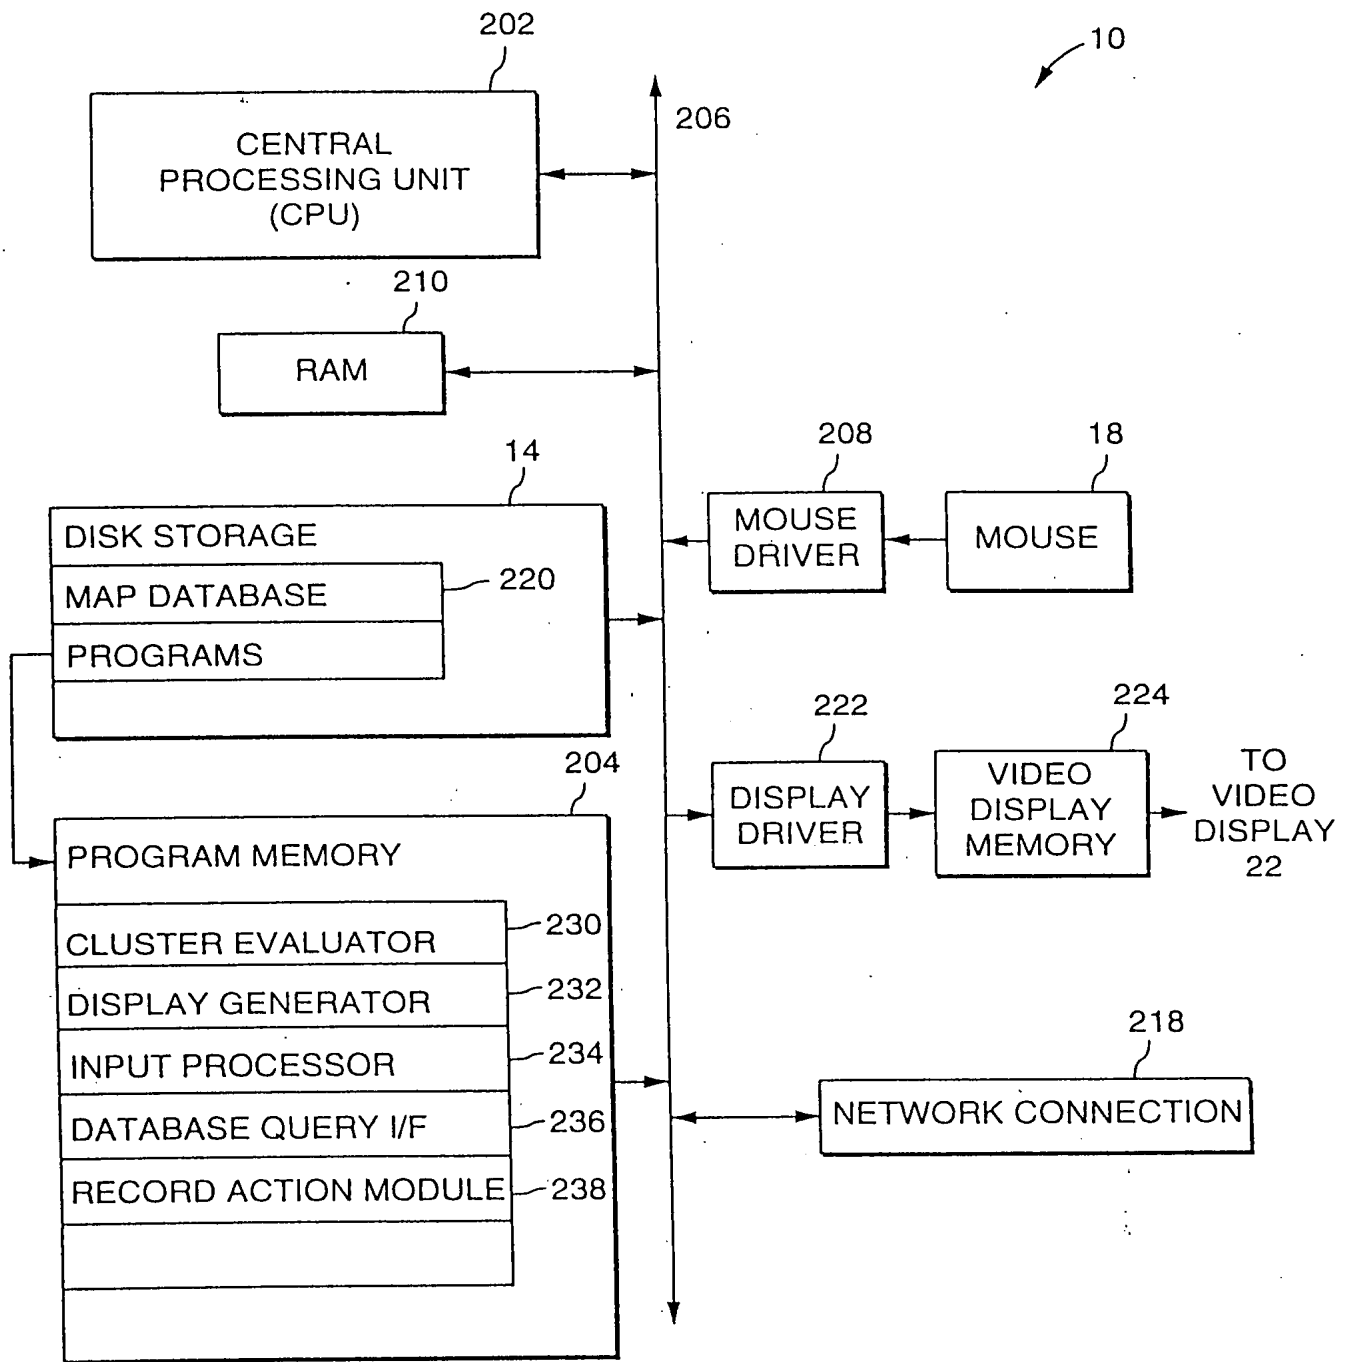 202
10
206
CENTRAL
PROCESSING UNIT
(CPU)
210
RAM
14
208
18
DISK STORAGE
MAP DATABASE
220
PROGRAMS
MOUSE
DRIVER
MOUSE
222
224
204
DISPLAY
DRIVER
VIDEO
DISPLAY
MEMORY
TO
VIDEO
DISPLAY
22
PROGRAM MEMORY
CLUSTER EVALUATOR
230
DISPLAY GENERATOR
232
INPUT PROCESSOR
234
DATABASE QUERY I/F
236
RECORD ACTION MODULE
238
218
NETWORK CONNECTION